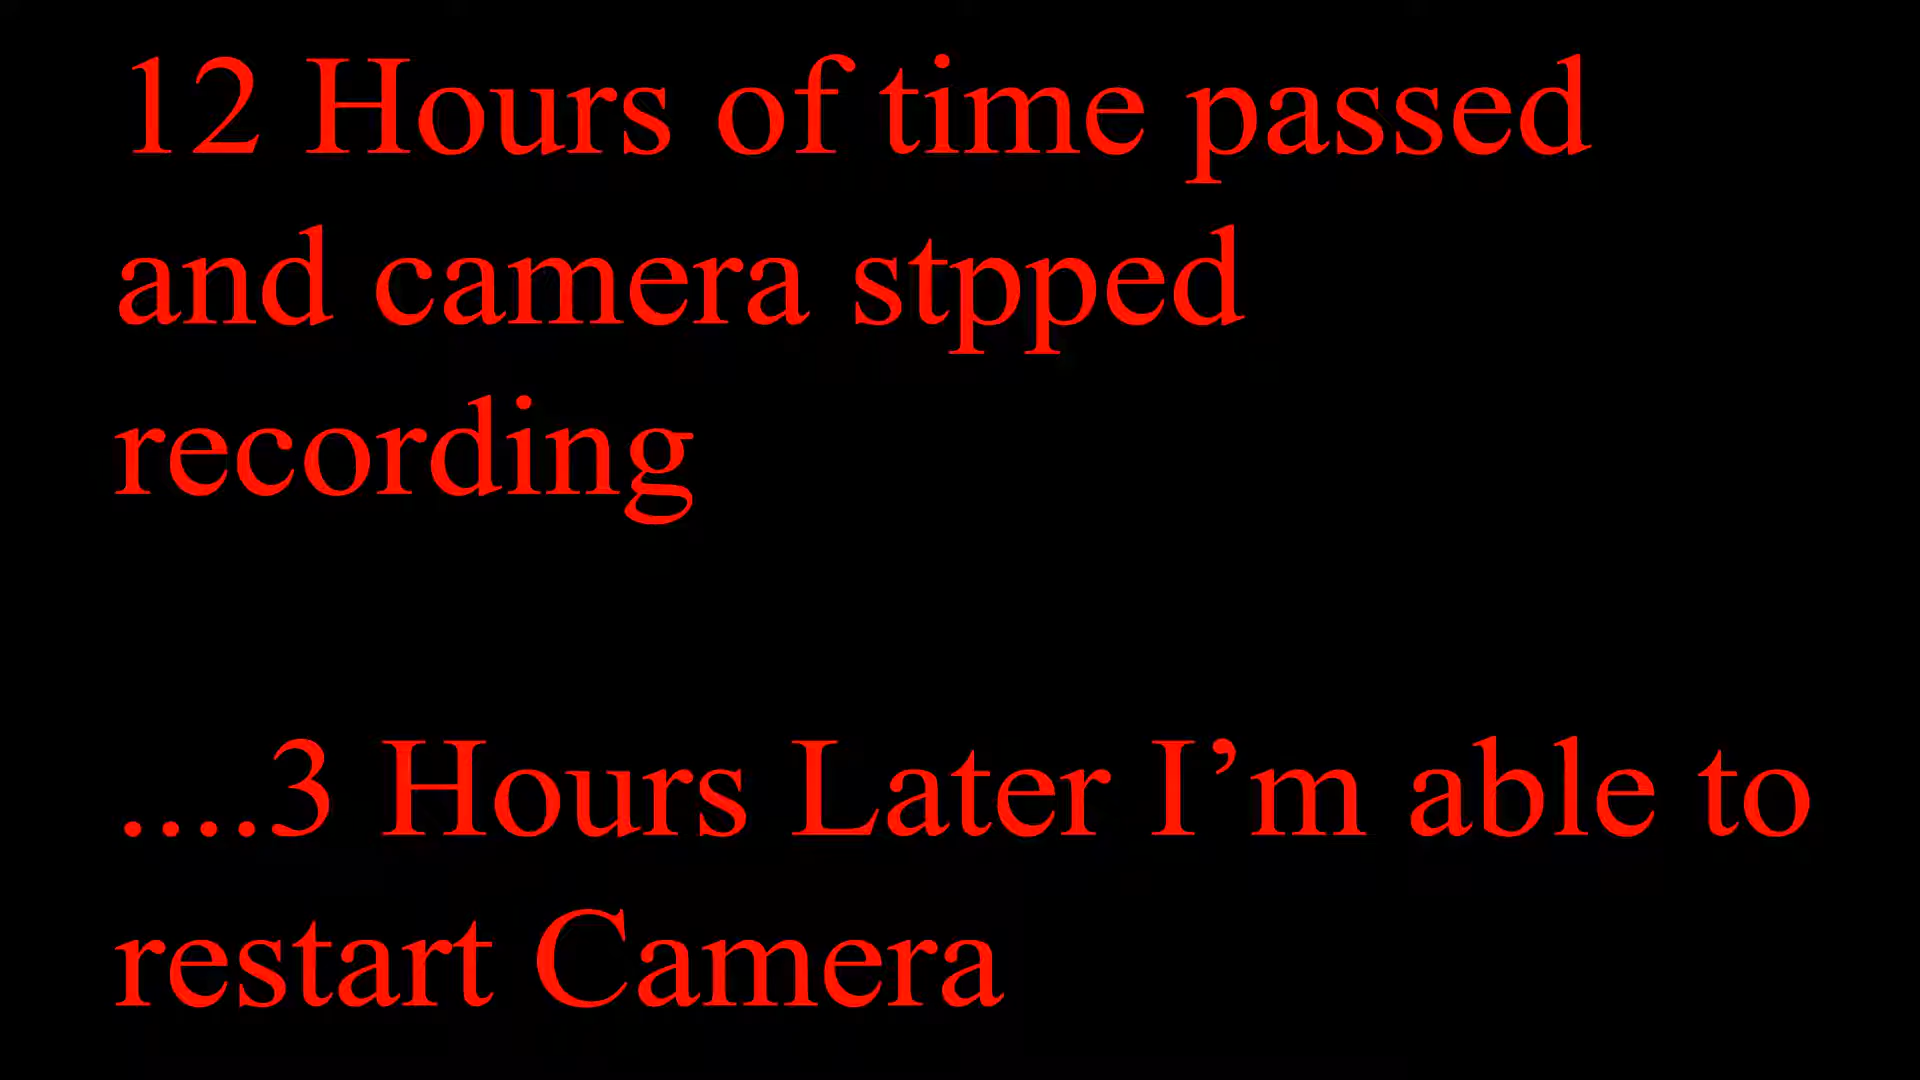 12 Hours of time passed
and camera stpped
recording
....3 Hours Later I’m able to
restart Camera